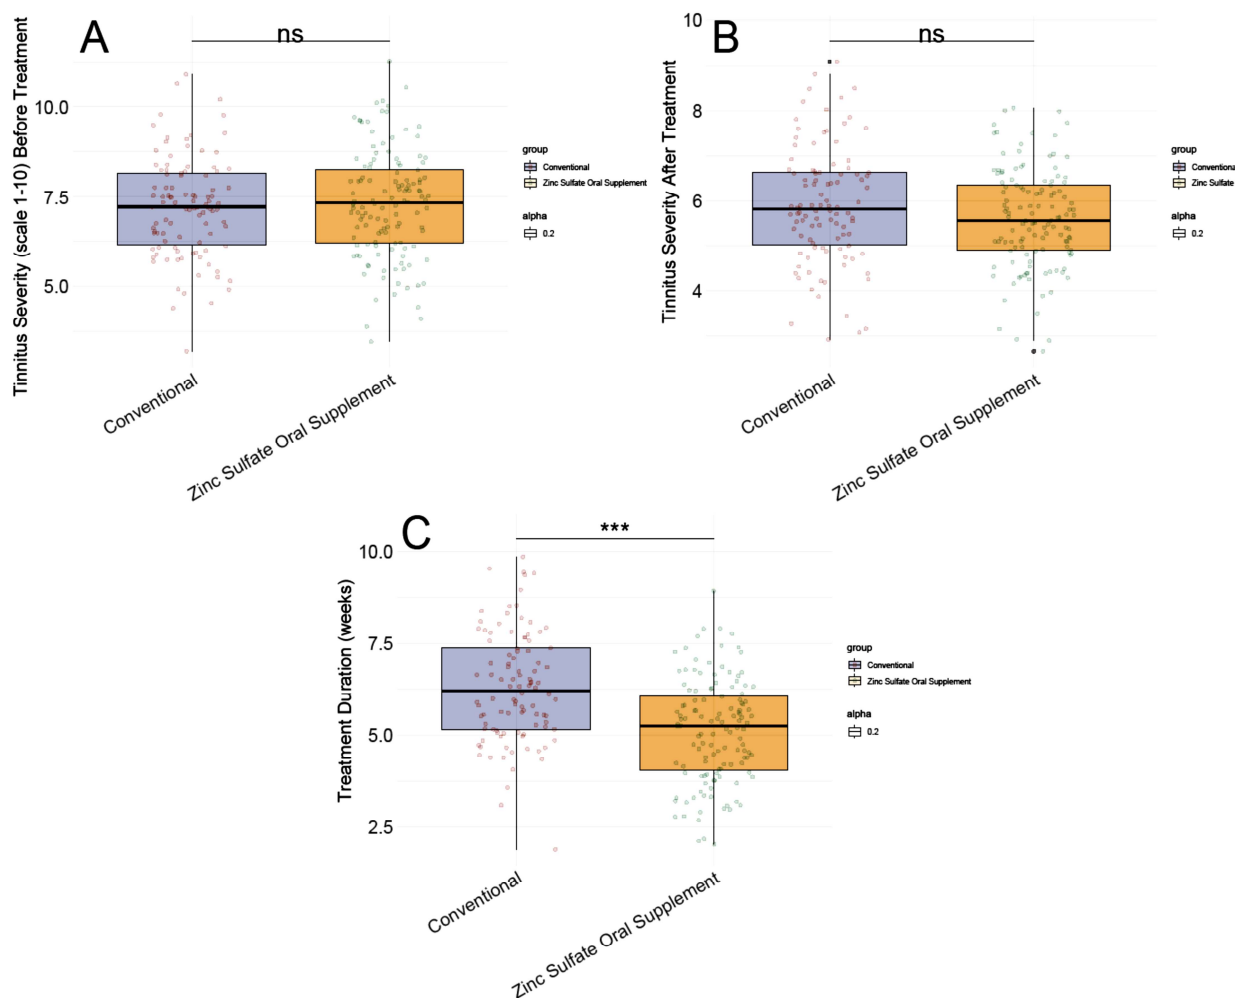 A
ns
Tinnitus Severity (scale 1-10) Before Treatment
10.0
7.5
5.0
Conventional
Zinc Sulfate Oral Supplement
group
Conventional
Zinc Sulfate Oral Supplement
alpha
0.2
B
ns
Tinnitus Severity After Treatment
10
8
6
4
Conventional
Zinc Sulfate Oral Supplement
group
Conventiona
Zinc Sulfate
alpha
0.2
C
***
Treatment Duration (weeks)
10.0
7.5
5.0
2.5
Conventional
Zinc Sulfate Oral Supplement
group
Conventional
Zinc Sulfate Oral Supplement
alpha
0.2